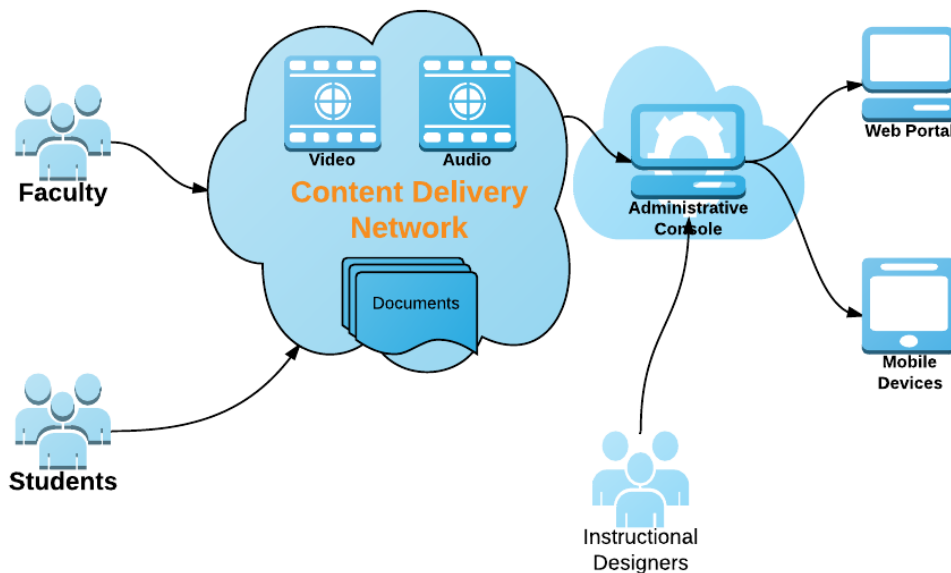 Faculty
Students
Video
Audio
Content Delivery
Network
Documents
Administrative
Console
Instructional
Designers
Web Portal
Mobile
Devices